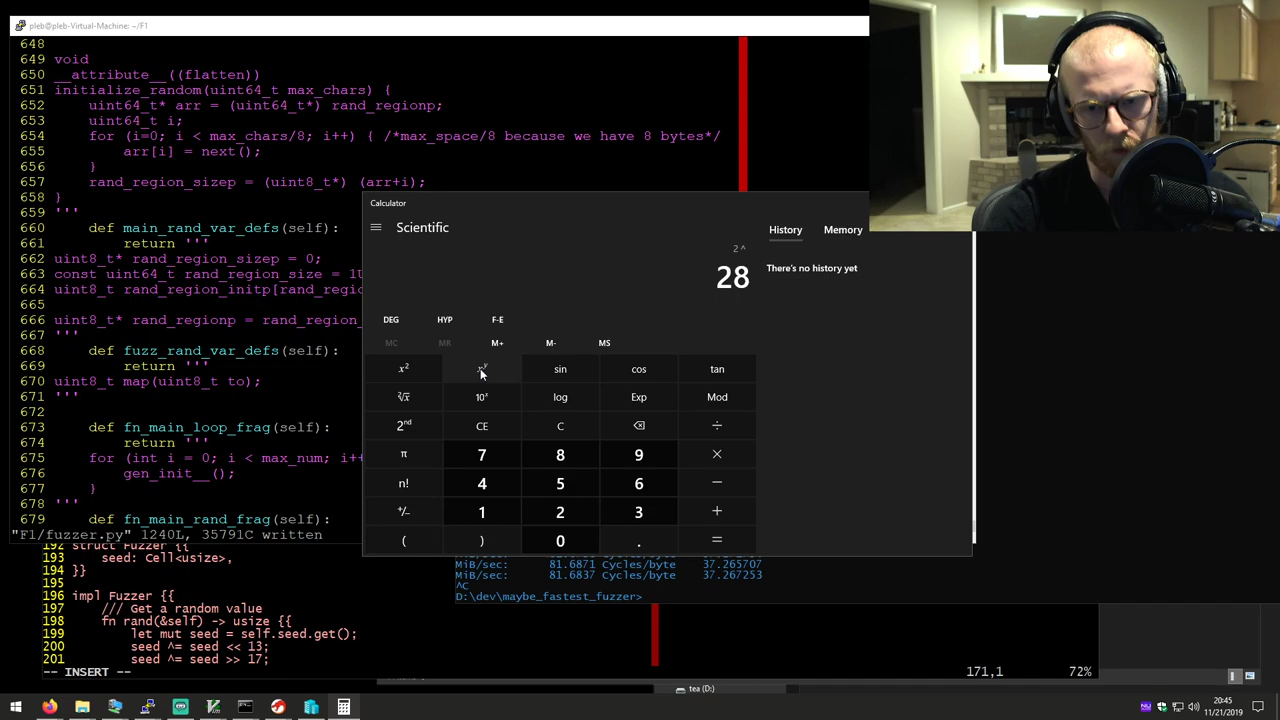 pleb@pleb-Virtual-Machine: ~/F1
648
649 void
650 __attribute__((flatten))
651 initialize_random(uint64_t max_chars) {
652     uint64_t* arr = (uint64_t*) rand_regionp;
653     uint64_t i;
654     for (i=0; i < max_chars/8; i++) { /*max_space/8 because we have 8 bytes*/
655         arr[i] = next();
656     }
657     rand_region_sizep = (uint8_t*) (arr+i);
658 }
659 '''
660     def main_rand_var_defs(self):
661         return '''
662 uint8_t* rand_region_sizep = 0;
663 const uint64_t rand_region_size = 1U
664 uint8_t rand_region_initp[rand_regio
665
666 uint8_t* rand_regionp = rand_region_
667 '''
668     def fuzz_rand_var_defs(self):
669         return '''
670 uint8_t map(uint8_t to);
671 '''
672
673     def fn_main_loop_frag(self):
674         return '''
675     for (int i = 0; i < max_num; i++
676         gen_init__();
677     }
678 '''
679     def fn_main_rand_frag(self):
"F1/fuzzer.py" 1240L, 35791C written
Calculator
Scientific
History Memory
2 ^
28
There's no history yet
DEG HYP F-E
MC MR M+ M- MS
x² xʸ sin cos tan
²√x 10ˣ log Exp Mod
2ⁿᵈ CE C ÷
π 7 8 9 ×
n! 4 5 6 −
+/− 1 2 3 +
( ) 0 . =
192 struct Fuzzer {{
193     seed: Cell<usize>,
194 }}
195
196 impl Fuzzer {{
197     /// Get a random value
198     fn rand(&self) -> usize {{
199         let mut seed = self.seed.get();
200         seed ^= seed << 13;
201         seed ^= seed >> 17;
-- INSERT --
171,1 72%
MiB/sec: Cycles/byte 37.265707
MiB/sec: 81.6837 Cycles/byte 37.267253
^C
D:\dev\maybe_fastest_fuzzer>
tea (D:)
20:45
11/21/2019